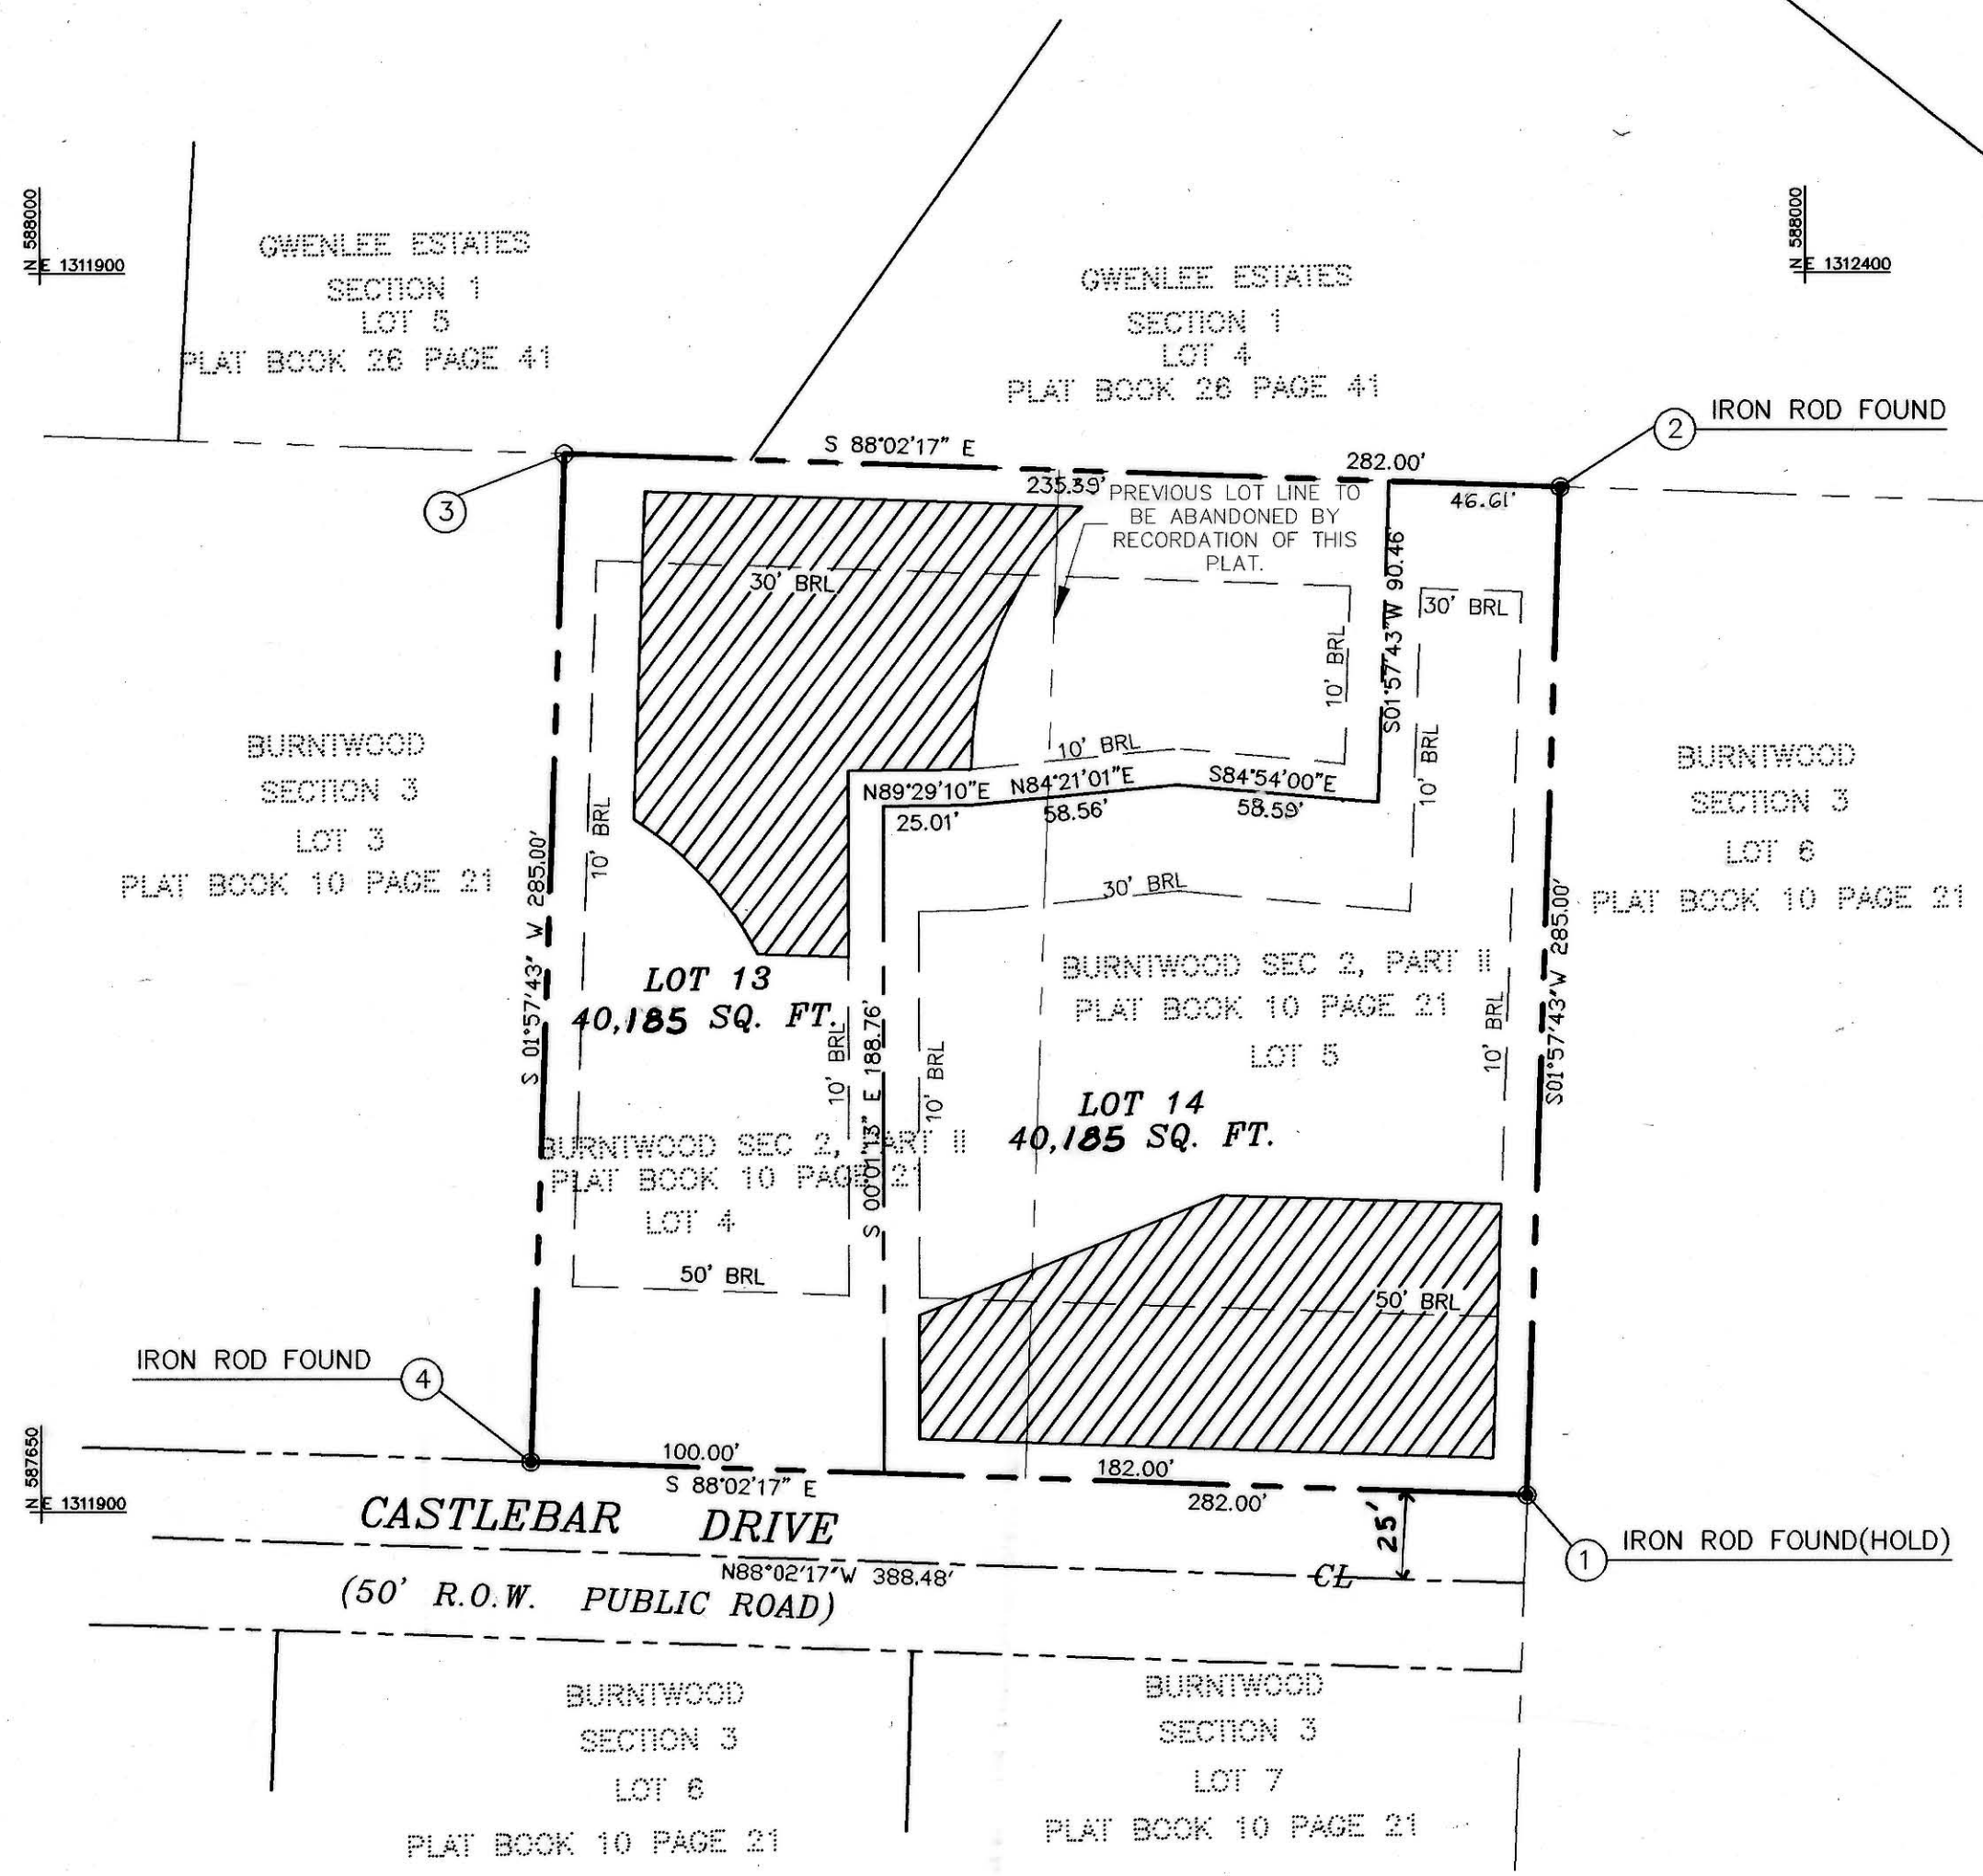 N 588000
E 1311900
N 588000
E 1312400
GWENLEE ESTATES
SECTION 1
LOT 5
PLAT BOOK 26 PAGE 41
GWENLEE ESTATES
SECTION 1
LOT 4
PLAT BOOK 26 PAGE 41
2
IRON ROD FOUND
S 88°02'17" E
282.00'
235.39'
46.61'
3
PREVIOUS LOT LINE TO
BE ABANDONED BY
RECORDATION OF THIS
PLAT.
30' BRL
30' BRL
10' BRL
S01°57'43"W 90.46'
10' BRL
10' BRL
BURNTWOOD
SECTION 3
LOT 3
PLAT BOOK 10 PAGE 21
BURNTWOOD
SECTION 3
LOT 6
PLAT BOOK 10 PAGE 21
N89°29'10"E
25.01'
N84°21'01"E
58.56'
S84°54'00"E
58.59'
10' BRL
S 01°57'43" W 285.00'
30' BRL
S01°57'43"W 285.00'
BURNTWOOD SEC 2, PART II
PLAT BOOK 10 PAGE 21
LOT 5
LOT 13
40,185 SQ. FT.
10' BRL
S 00°01'13" E 188.76'
10' BRL
10' BRL
LOT 14
40,185 SQ. FT.
BURNTWOOD SEC 2, PART II
PLAT BOOK 10 PAGE 21
LOT 4
50' BRL
50' BRL
IRON ROD FOUND
4
N 587650
E 1311900
100.00'
S 88°02'17" E
182.00'
282.00'
25'
CASTLEBAR DRIVE
1
IRON ROD FOUND(HOLD)
N88°02'17"W 388.48'
CL
(50' R.O.W. PUBLIC ROAD)
BURNTWOOD
SECTION 3
LOT 6
PLAT BOOK 10 PAGE 21
BURNTWOOD
SECTION 3
LOT 7
PLAT BOOK 10 PAGE 21